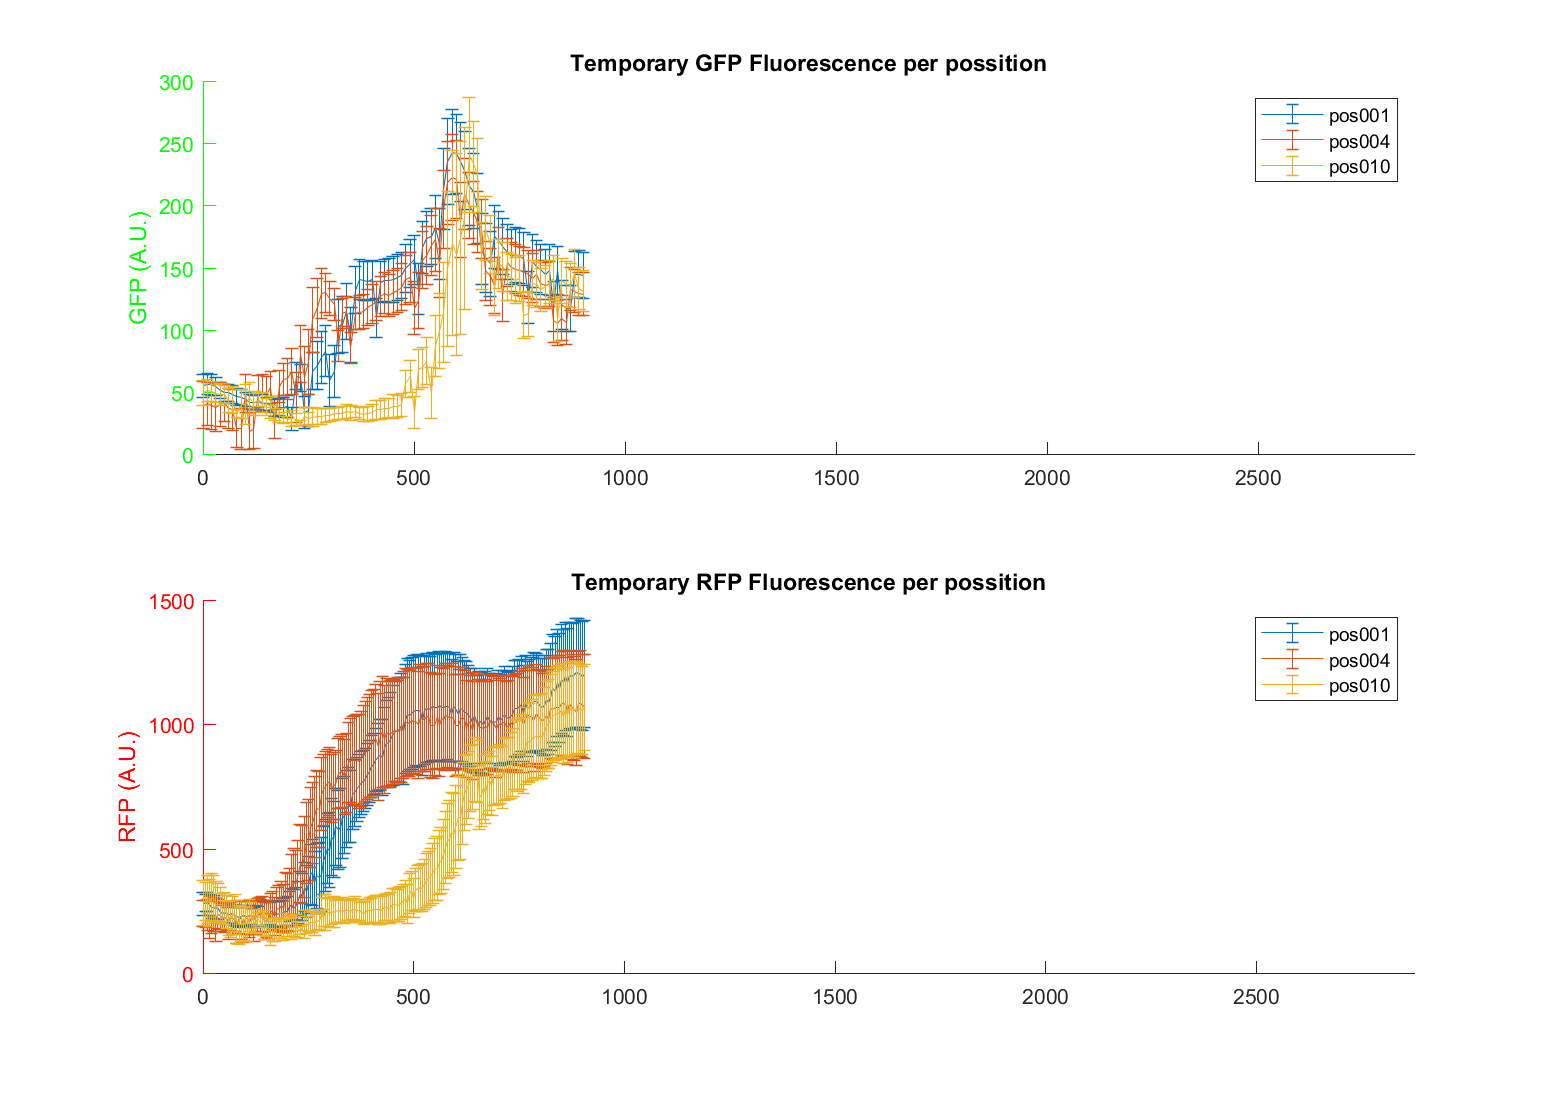 Temporary GFP Fluorescence per possition
300
250
200
150
100
50
0
GFP (A.U.)
pos001
pos004
pos010
0 500 1000 1500 2000 2500
Temporary RFP Fluorescence per possition
1500
1000
500
0
RFP (A.U.)
pos001
pos004
pos010
0 500 1000 1500 2000 2500